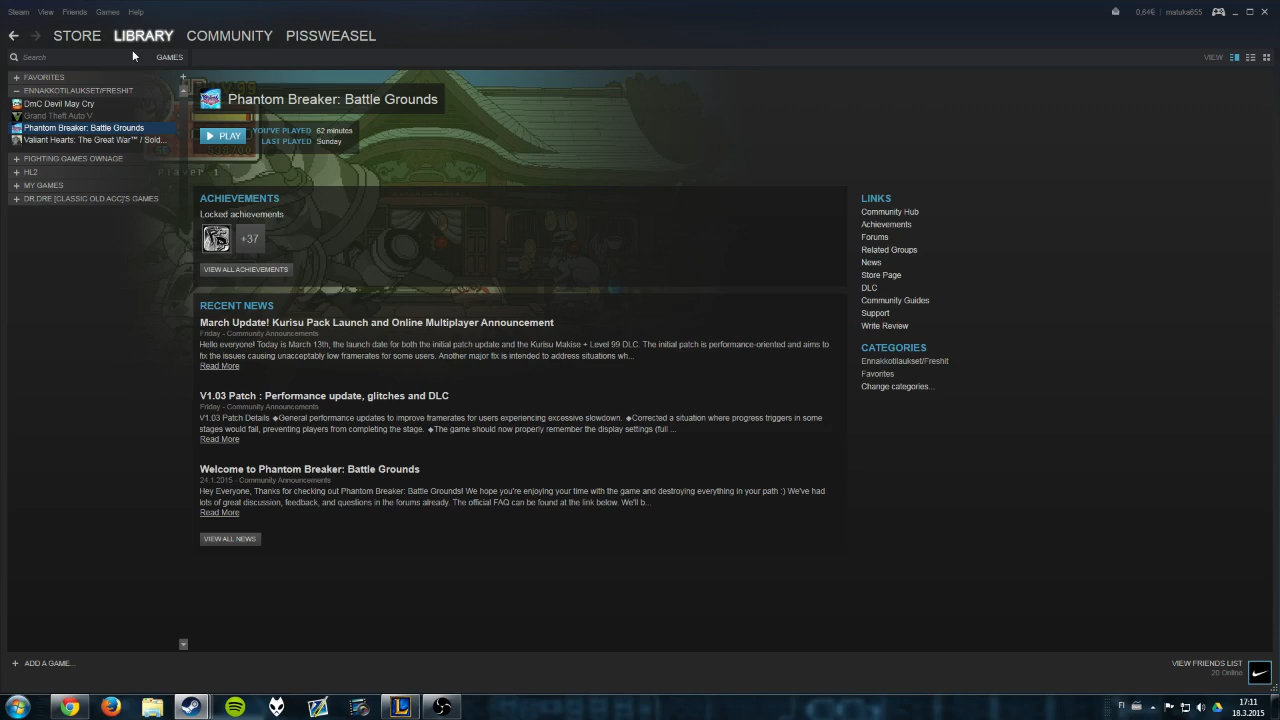 Steam View Friends Games Help
0,64€ matuka655
STORE LIBRARY COMMUNITY PISSWEASEL
Search GAMES VIEW
+ FAVORITES
− ENNAKKOTILAUKSET/FRESHIT
DmC Devil May Cry
Grand Theft Auto V
Phantom Breaker: Battle Grounds
Valiant Hearts: The Great War™ / Sold...
+ FIGHTING GAMES OWNAGE
+ HL2
+ MY GAMES
+ DR.DRE [CLASSIC OLD ACC]'S GAMES
Phantom Breaker: Battle Grounds
PLAY
YOU'VE PLAYED 62 minutes
LAST PLAYED Sunday
Player 1
ACHIEVEMENTS
Locked achievements
+37
VIEW ALL ACHIEVEMENTS
RECENT NEWS
March Update! Kurisu Pack Launch and Online Multiplayer Announcement
Friday - Community Announcements
Hello everyone! Today is March 13th, the launch date for both the initial patch update and the Kurisu Makise + Level 99 DLC. The initial patch is performance-oriented and aims to
fix the issues causing unacceptably low framerates for some users. Another major fix is intended to address situations wh...
Read More
V1.03 Patch : Performance update, glitches and DLC
Friday - Community Announcements
V1.03 Patch Details ◆General performance updates to improve framerates for users experiencing excessive slowdown. ◆Corrected a situation where progress triggers in some
stages would fail, preventing players from completing the stage. ◆The game should now properly remember the display settings (full ...
Read More
Welcome to Phantom Breaker: Battle Grounds
24.1.2015 - Community Announcements
Hey Everyone, Thanks for checking out Phantom Breaker: Battle Grounds! We hope you're enjoying your time with the game and destroying everything in your path :) We've had
lots of great discussion, feedback, and questions in the forums already. The official FAQ can be found at the link below. We'll b...
Read More
VIEW ALL NEWS
LINKS
Community Hub
Achievements
Forums
Related Groups
News
Store Page
DLC
Community Guides
Support
Write Review
CATEGORIES
Ennakkotilaukset/Freshit
Favorites
Change categories...
+ ADD A GAME...
VIEW FRIENDS LIST
20 Online
FI
17:11
18.3.2015